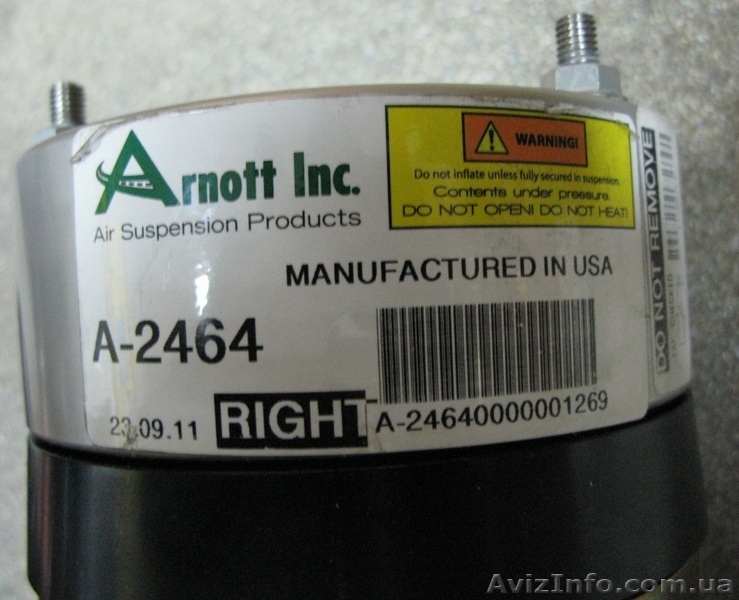 Arnott Inc.
Air Suspension Products
WARNING!
Do not inflate unless fully secured in suspension.
Contents under pressure.
DO NOT OPEN! DO NOT HEAT!
MANUFACTURED IN USA
A-2464
23.09.11 RIGHT A-24640000001269
DO NOT REMOVE
AvizInfo.com.ua